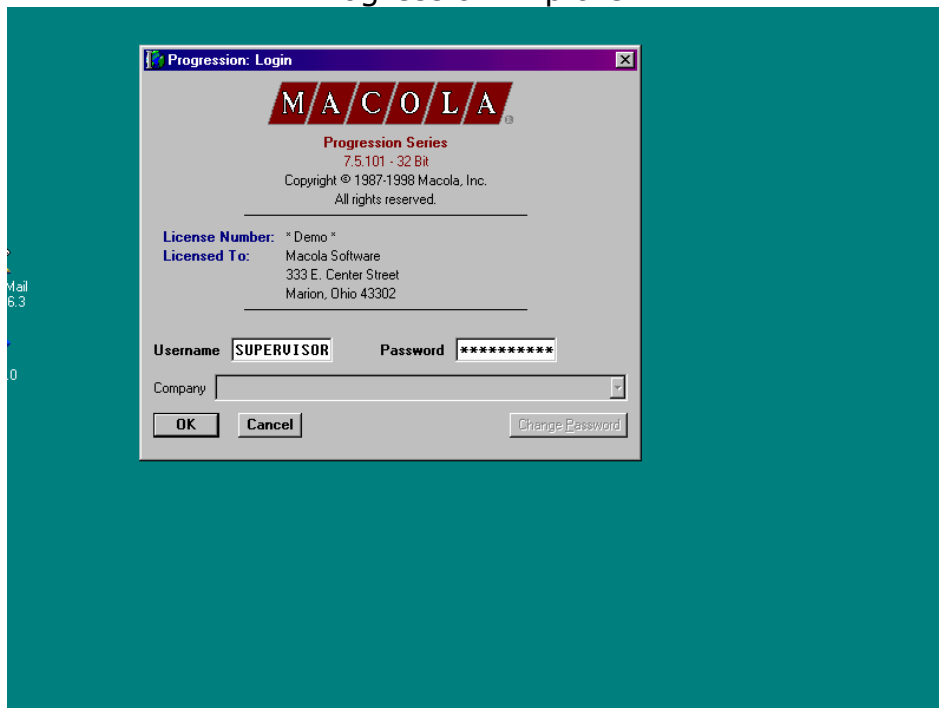 Progression: Login
MACOLA®
Progression Series
7.5.101 - 32 Bit
Copyright © 1987-1998 Macola, Inc.
All rights reserved.
License Number: * Demo *
Licensed To: Macola Software
333 E. Center Street
Marion, Ohio 43302
Mail
6.3
Username SUPERVISOR Password **********
.0
Company
OK Cancel Change Password